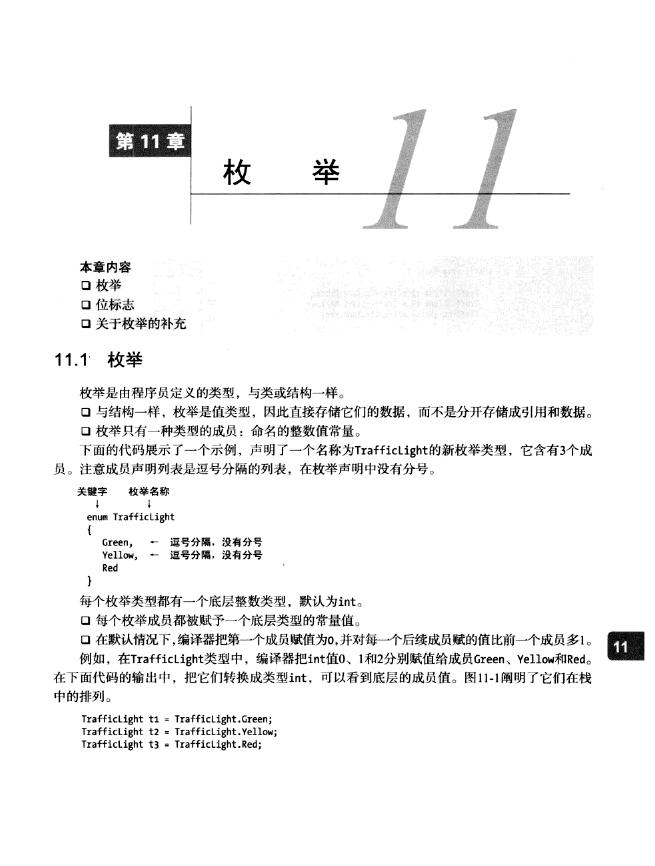 第 11 章
枚 举
11
本章内容
❑ 枚举
❑ 位标志
❑ 关于枚举的补充
11.1 枚举
枚举是由程序员定义的类型，与类或结构一样。
❑ 与结构一样，枚举是值类型，因此直接存储它们的数据，而不是分开存储成引用和数据。
❑ 枚举只有一种类型的成员：命名的整数值常量。
下面的代码展示了一个示例，声明了一个名称为TrafficLight的新枚举类型，它含有3个成
员。注意成员声明列表是逗号分隔的列表，在枚举声明中没有分号。
关键字 枚举名称
↓ ↓
enum TrafficLight
{
Green, ← 逗号分隔，没有分号
Yellow, ← 逗号分隔，没有分号
Red
}
每个枚举类型都有一个底层整数类型，默认为int。
❑ 每个枚举成员都被赋予一个底层类型的常量值。
❑ 在默认情况下，编译器把第一个成员赋值为0，并对每一个后续成员赋的值比前一个成员多1。
11
例如，在TrafficLight类型中，编译器把int值0、1和2分别赋值给成员Green、Yellow和Red。
在下面代码的输出中，把它们转换成类型int，可以看到底层的成员值。图11-1阐明了它们在栈
中的排列。
TrafficLight t1 = TrafficLight.Green;
TrafficLight t2 = TrafficLight.Yellow;
TrafficLight t3 = TrafficLight.Red;